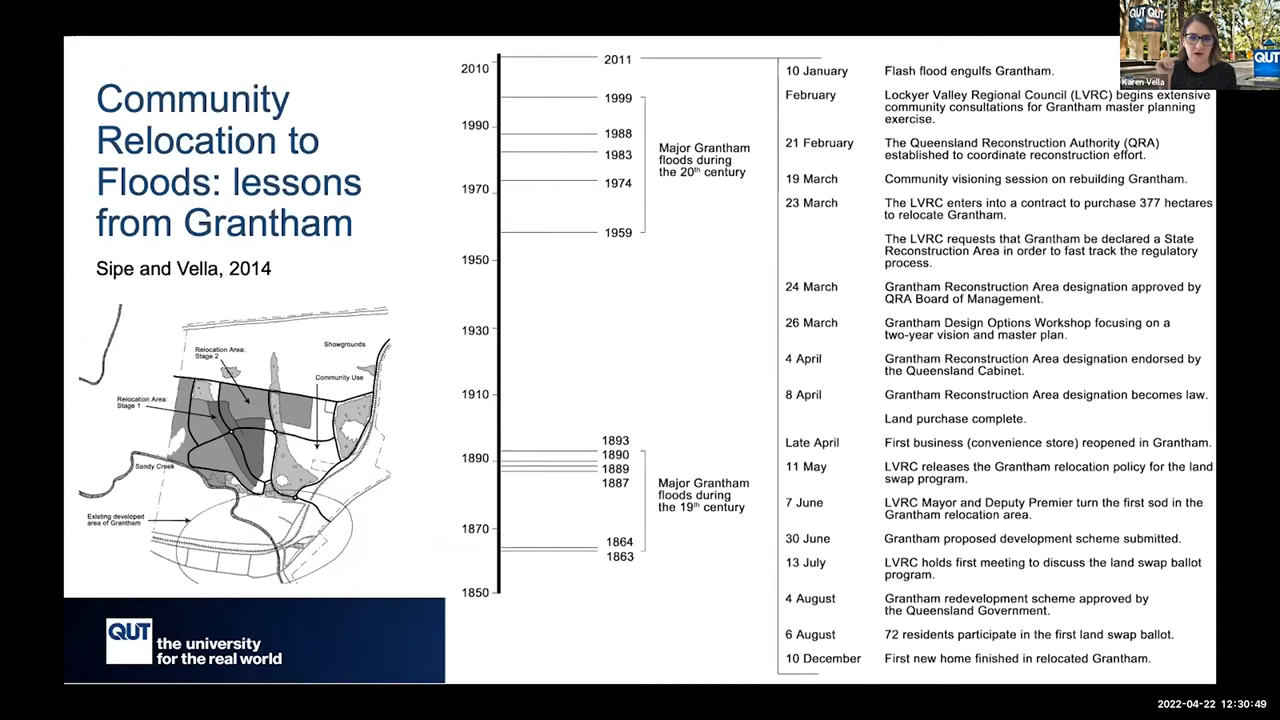 Community
Relocation to
Floods: lessons
from Grantham
Sipe and Vella, 2014
Relocation Area:
Stage 2
Showgrounds
Community Use
Relocation Area:
Stage 1
Sandy Creek
Existing developed
area of Grantham
QUT
the university
for the real world
2010
1990
1970
1950
1930
1910
1890
1870
1850
2011
1999
1988
1983
1974
1959
Major Grantham
floods during
the 20th century
1893
1890
1889
1887
1864
1863
Major Grantham
floods during
the 19th century
10 January Flash flood engulfs Grantham.
February Lockyer Valley Regional Council (LVRC) begins extensive
community consultations for Grantham master planning
exercise.
21 February The Queensland Reconstruction Authority (QRA)
established to coordinate reconstruction effort.
19 March Community visioning session on rebuilding Grantham.
23 March The LVRC enters into a contract to purchase 377 hectares
to relocate Grantham.
The LVRC requests that Grantham be declared a State
Reconstruction Area in order to fast track the regulatory
process.
24 March Grantham Reconstruction Area designation approved by
QRA Board of Management.
26 March Grantham Design Options Workshop focusing on a
two-year vision and master plan.
4 April Grantham Reconstruction Area designation endorsed by
the Queensland Cabinet.
8 April Grantham Reconstruction Area designation becomes law.
Land purchase complete.
Late April First business (convenience store) reopened in Grantham.
11 May LVRC releases the Grantham relocation policy for the land
swap program.
7 June LVRC Mayor and Deputy Premier turn the first sod in the
Grantham relocation area.
30 June Grantham proposed development scheme submitted.
13 July LVRC holds first meeting to discuss the land swap ballot
program.
4 August Grantham redevelopment scheme approved by
the Queensland Government.
6 August 72 residents participate in the first land swap ballot.
10 December First new home finished in relocated Grantham.
QUT QUT
QUT
Karen Vella
2022-04-22 12:30:49